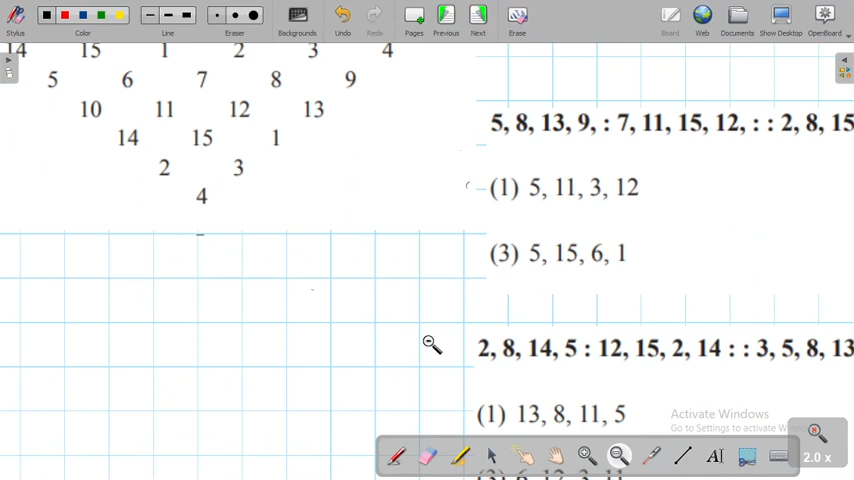 Stylus
Color
Line
Eraser
Backgrounds
Undo
Redo
Pages
Previous
Next
Erase
Board
Web
Documents
Show Desktop
OpenBoard
14 15 1 2 3 4
5 6 7 8 9
10 11 12 13
14 15 1
2 3
4
5, 8, 13, 9, : 7, 11, 15, 12, : : 2, 8, 15
(1) 5, 11, 3, 12
(3) 5, 15, 6, 1
2, 8, 14, 5 : 12, 15, 2, 14 : : 3, 5, 8, 13
(1) 13, 8, 11, 5
Activate Windows
Go to Settings to activate Windows
2.0 x